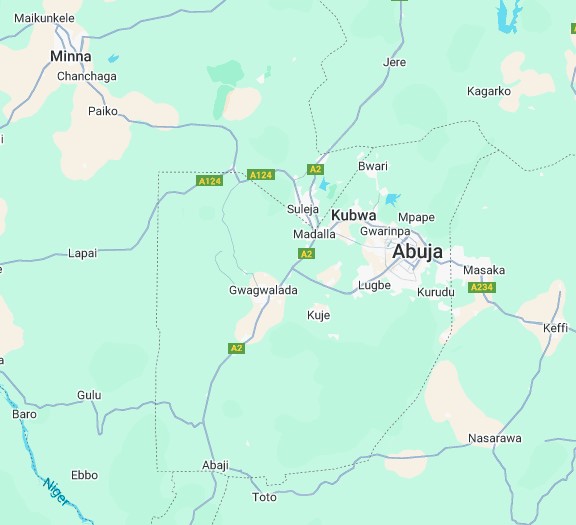 Maikunkele
Minna
Chanchaga
Jere
Kagarko
Paiko
i
A2
Bwari
A124
A124
Suleja
Kubwa
Mpape
Madalla
Gwarinpa
Abuja
Lapai
A2
Masaka
Gwagwalada
Lugbe
Kurudu
A234
Kuje
Keffi
A2
a
Gulu
Baro
Nasarawa
Abaji
Ebbo
Toto
Niger